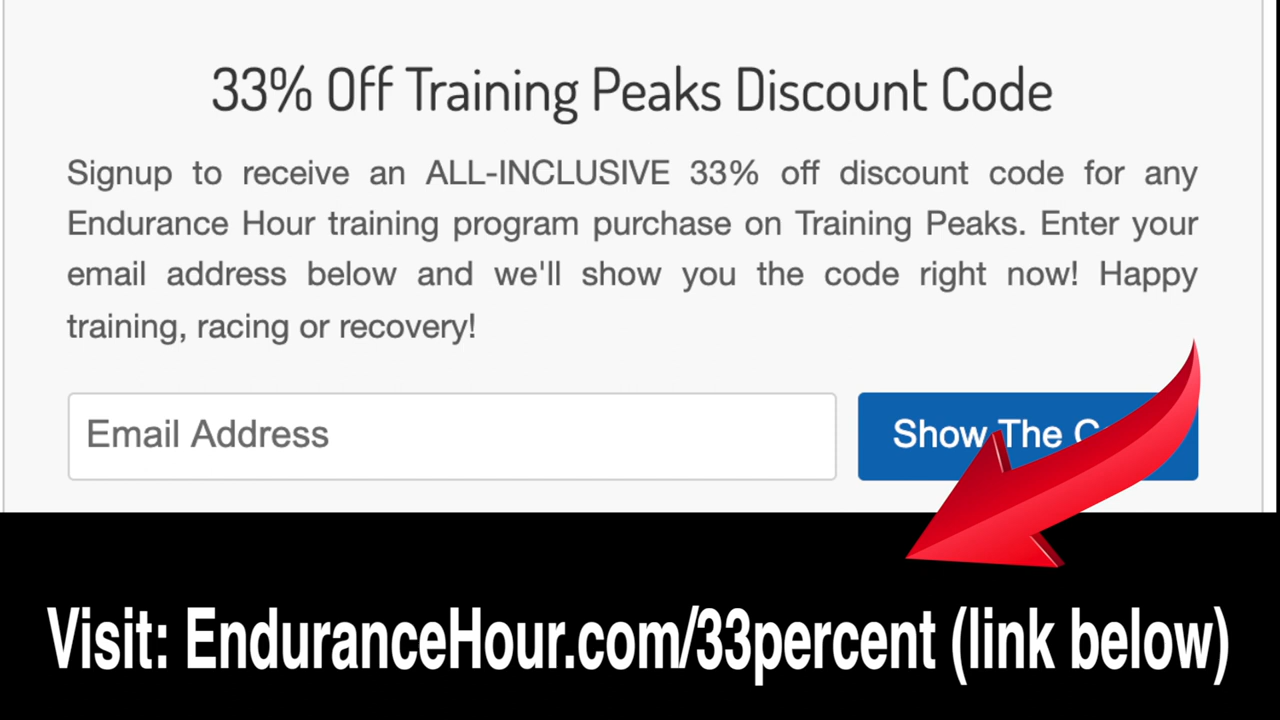 33% Off Training Peaks Discount Code
Signup to receive an ALL-INCLUSIVE 33% off discount code for any
Endurance Hour training program purchase on Training Peaks. Enter your
email address below and we'll show you the code right now! Happy
training, racing or recovery!
Email Address
Show The C
Visit: EnduranceHour.com/33percent (link below)